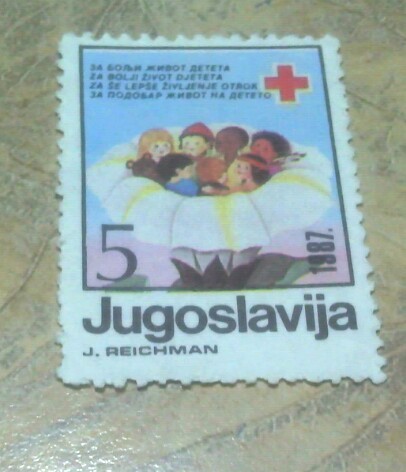 ЗА БОЉИ ЖИВОТ ДЕТЕТА
ZA BOLJI ŽIVOT DJETETA
ZA ŠE LEPŠE ŽIVLJENJE OTROK
ЗА ПОДОБАР ЖИВОТ НА ДЕТЕТО
5
1987.
Jugoslavija
J. REICHMAN